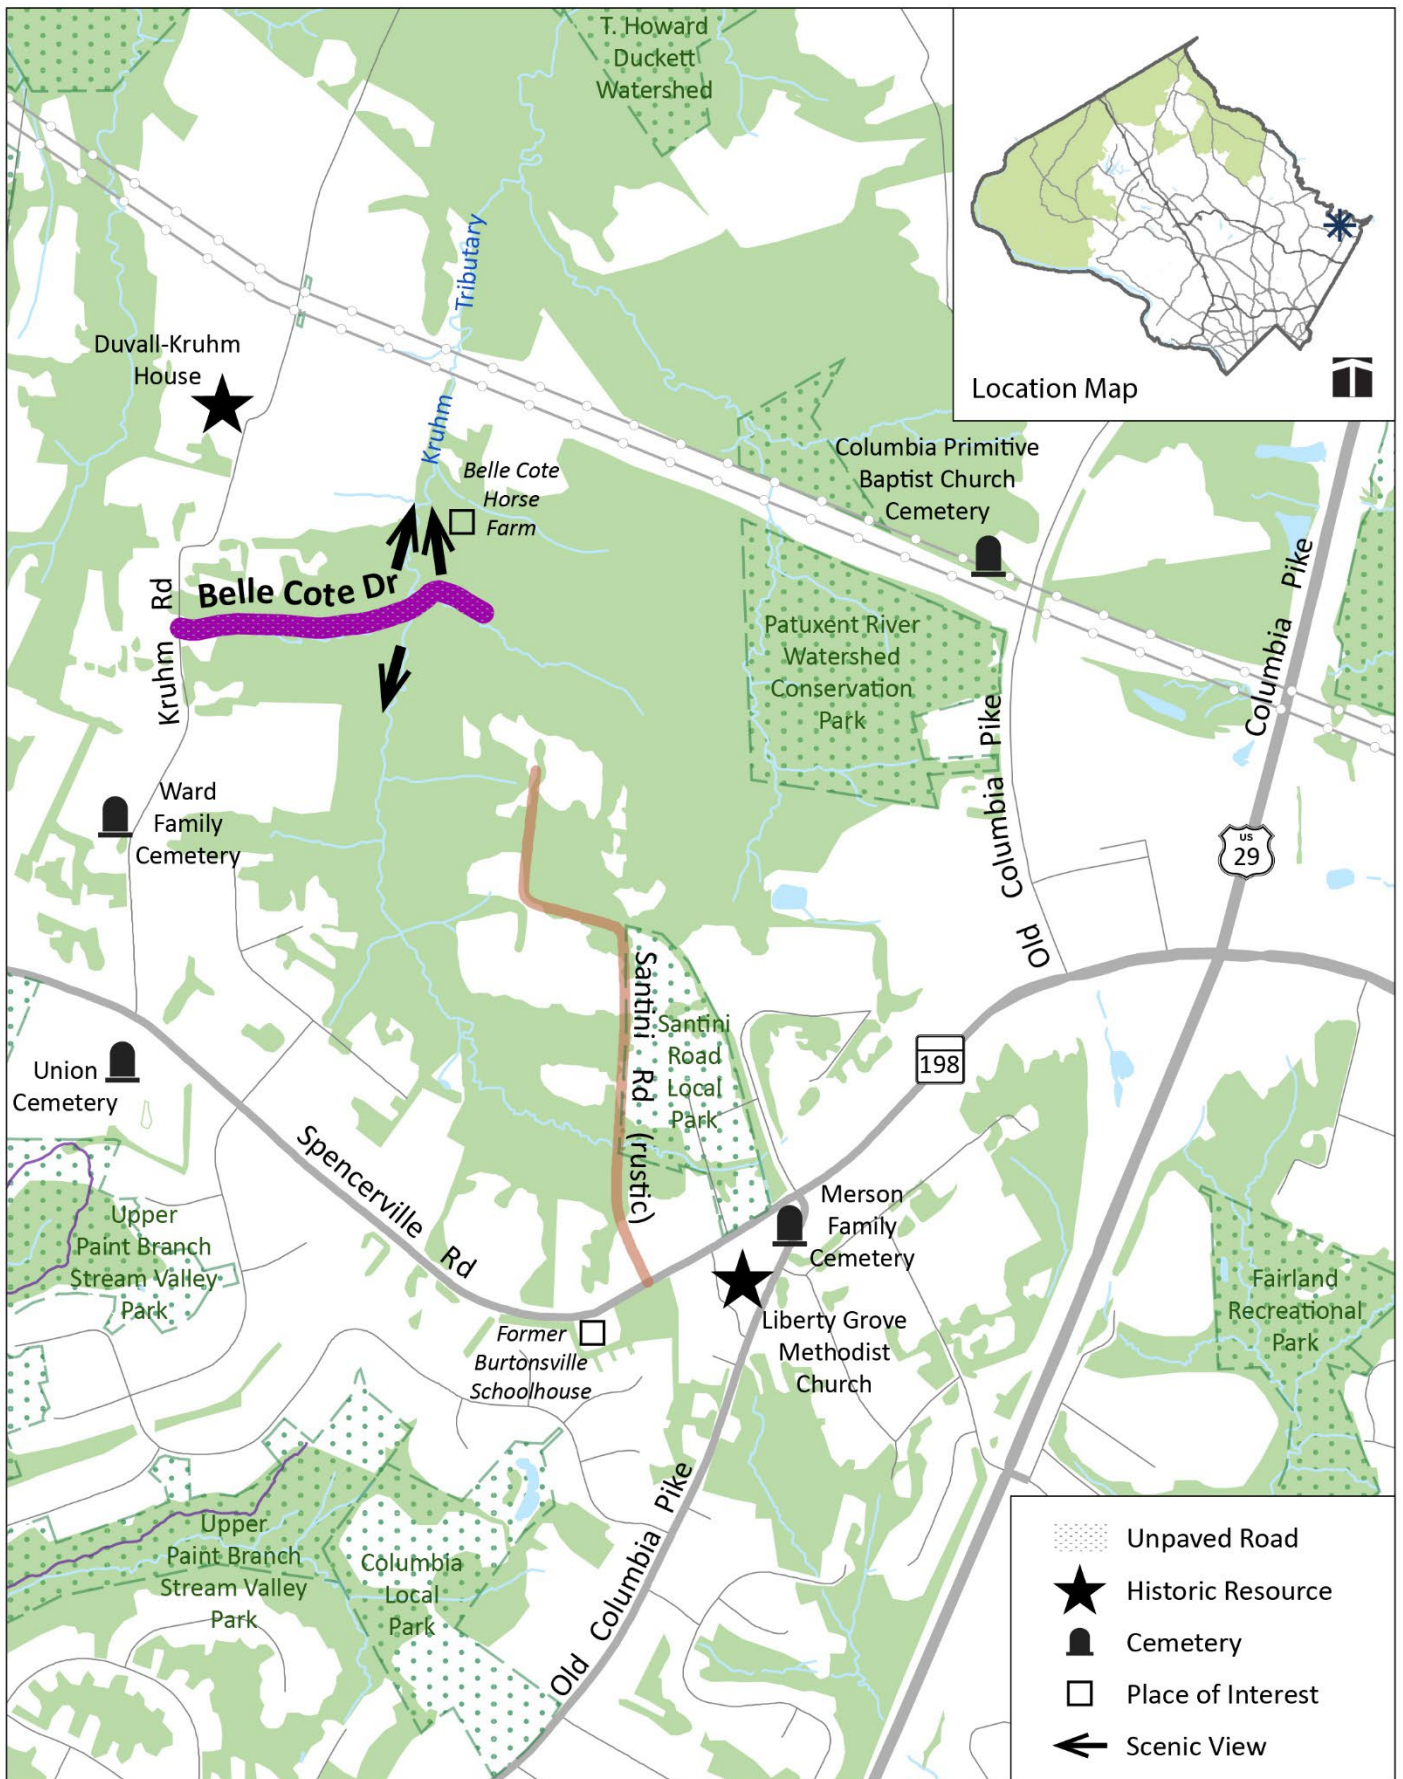 T. Howard
Duckett
Watershed
Location Map
Kruhm Tributary
Duvall-Kruhm
House
Belle Cote
Horse
Farm
Columbia Primitive
Baptist Church
Cemetery
Columbia Pike
Belle Cote Dr
Kruhm Rd
Patuxent River
Watershed
Conservation
Park
Old Columbia Pike
Ward
Family
Cemetery
US
29
Santini Rd (rustic)
Santini
Road
Local
Park
198
Union
Cemetery
Spencerville Rd
Merson
Family
Cemetery
Upper
Paint Branch
Stream Valley
Park
Fairland
Recreational
Park
Former
Burtonsville
Schoolhouse
Liberty Grove
Methodist
Church
Old Columbia Pike
Upper
Paint Branch
Stream Valley
Park
Columbia
Local
Park
Unpaved Road
Historic Resource
Cemetery
Place of Interest
Scenic View